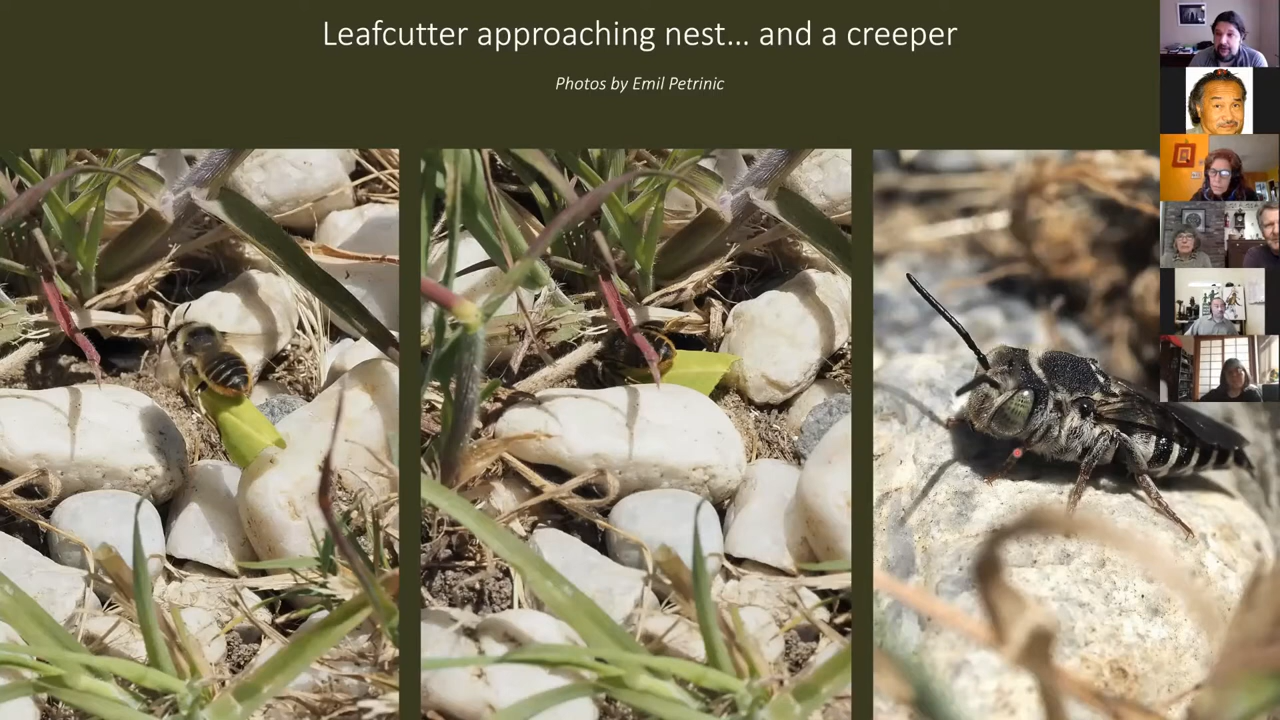 Leafcutter approaching nest... and a creeper
Photos by Emil Petrinic